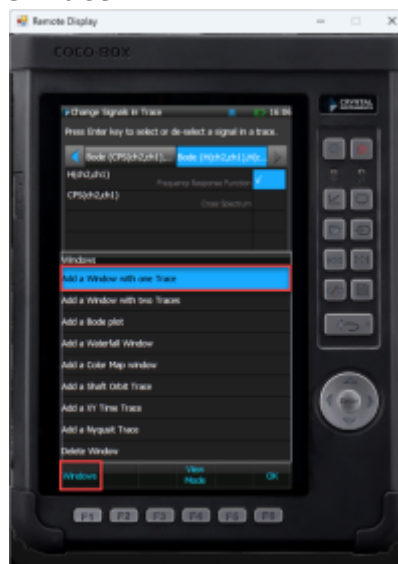 Remote Display
COCO-BOX
CRYSTAL
INSTRUMENTS
Change Signals in Trace 16:06
Press Enter key to select or de-select a signal in a trace.
Bode (CPS(ch2,ch1)... Bode (H(ch2,ch1),H(c...
H(ch2,ch1)
Frequency Response Function
CPS(ch2,ch1)
Cross Spectrum
Windows
Add a Window with one Trace
Add a Window with two Traces
Add a Bode plot
Add a Waterfall Window
Add a Color Map window
Add a Shaft Orbit Trace
Add a XY Time Trace
Add a Nyquist Trace
Delete Window
Windows
View
Mode
OK
F1 F2 F3 F4 F5 F6